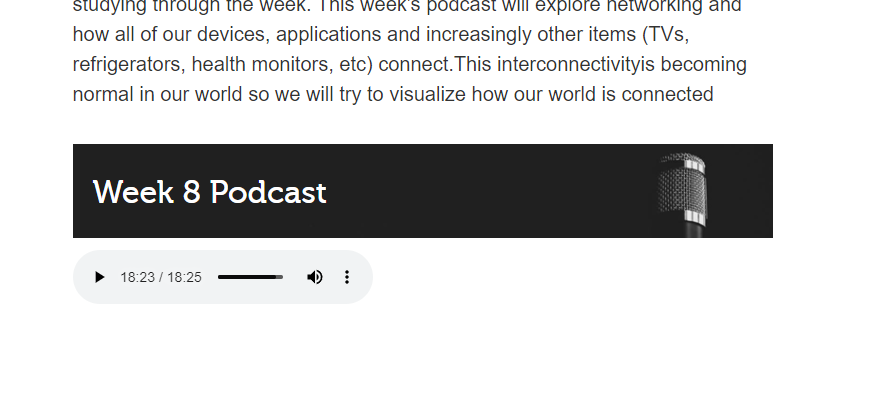 studying through the week. This week's podcast will explore networking and
how all of our devices, applications and increasingly other items (TVs,
refrigerators, health monitors, etc) connect.This interconnectivityis becoming
normal in our world so we will try to visualize how our world is connected
Week 8 Podcast
18:23 / 18:25